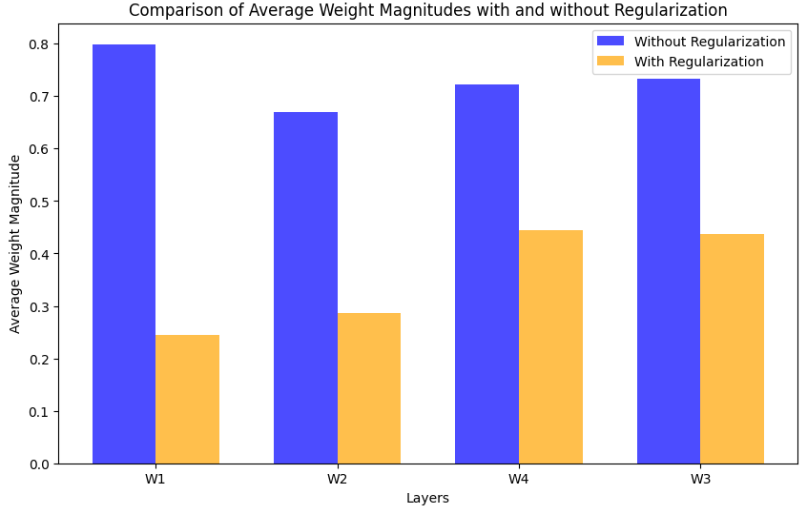 Comparison of Average Weight Magnitudes with and without Regularization
Without Regularization
With Regularization
Average Weight Magnitude
0.8
0.7
0.6
0.5
0.4
0.3
0.2
0.1
0.0
W1 W2 W4 W3
Layers